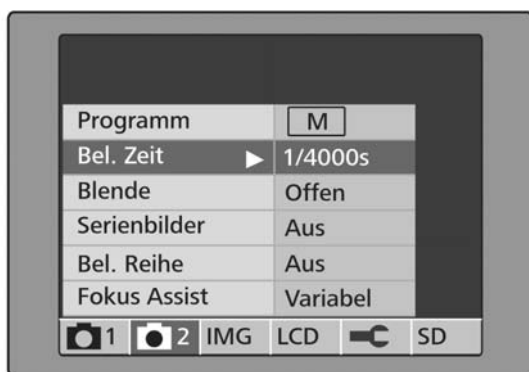 Programm M
Bel. Zeit 1/4000s
Blende Offen
Serienbilder Aus
Bel. Reihe Aus
Fokus Assist Variabel
1 2 IMG LCD SD